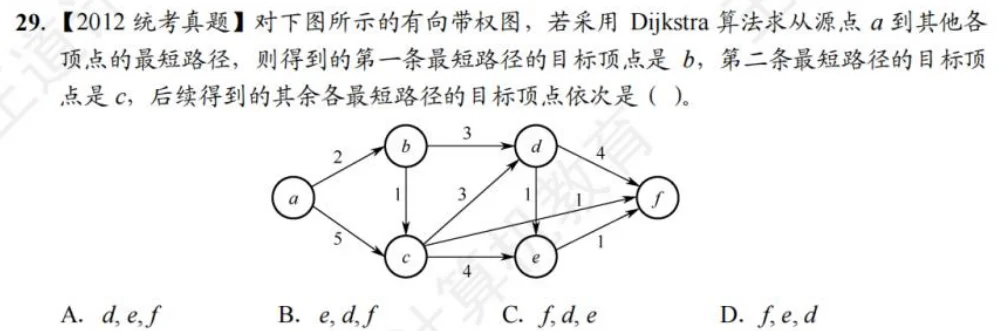 29.【2012 统考真题】对下图所示的有向带权图，若采用 Dijkstra 算法求从源点 a 到其他各
顶点的最短路径，则得到的第一条最短路径的目标顶点是 b，第二条最短路径的目标顶
点是 c，后续得到的其余各最短路径的目标顶点依次是（ ）。
3
b
d
2
4
a
1
3
1
1
f
5
1
c
e
4
A. d, e, f B. e, d, f C. f, d, e D. f, e, d